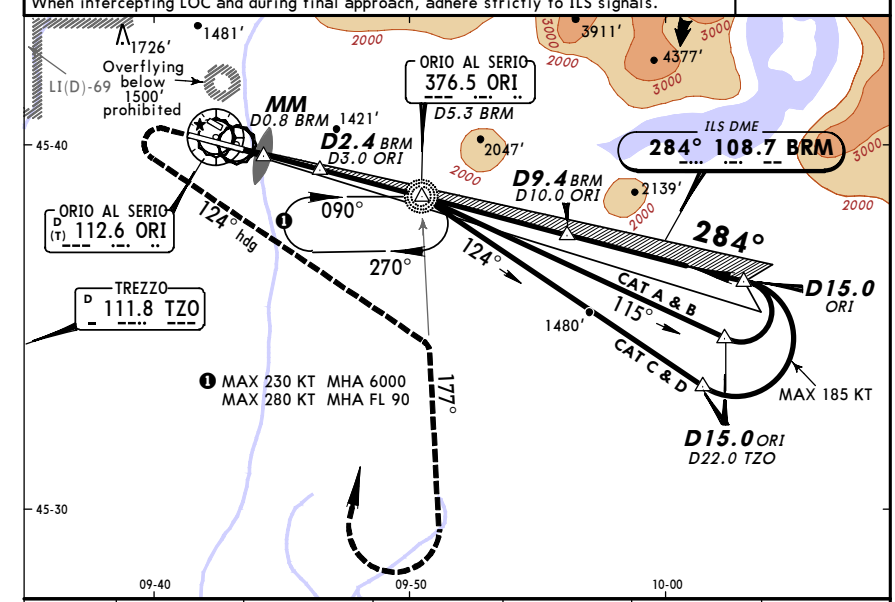 When intercepting LOC and during final approach, adhere strictly to ILS signals.
1726'
1481'
LI(D)-69
Overflying
below
1500'
prohibited
2000
3000
3911'
2000
4377'
3000
3000
ORIO AL SERIO
376.5 ORI
D5.3 BRM
MM
D0.8 BRM
1421'
D2.4 BRM
D3.0 ORI
2047'
2000
ILS DME
284° 108.7 BRM
3000
2000
45-40
D9.4 BRM
D10.0 ORI
2139'
2000
ORIO AL SERIO
D
(T) 112.6 ORI
124° hdg
1
090°
270°
284°
124°
CAT A & B
115°
D15.0
ORI
TREZZO
D 111.8 TZO
1480'
CAT C & D
1 MAX 230 KT MHA 6000
MAX 280 KT MHA FL 90
177°
MAX 185 KT
D15.0 ORI
D22.0 TZO
45-30
09-40
09-50
10-00